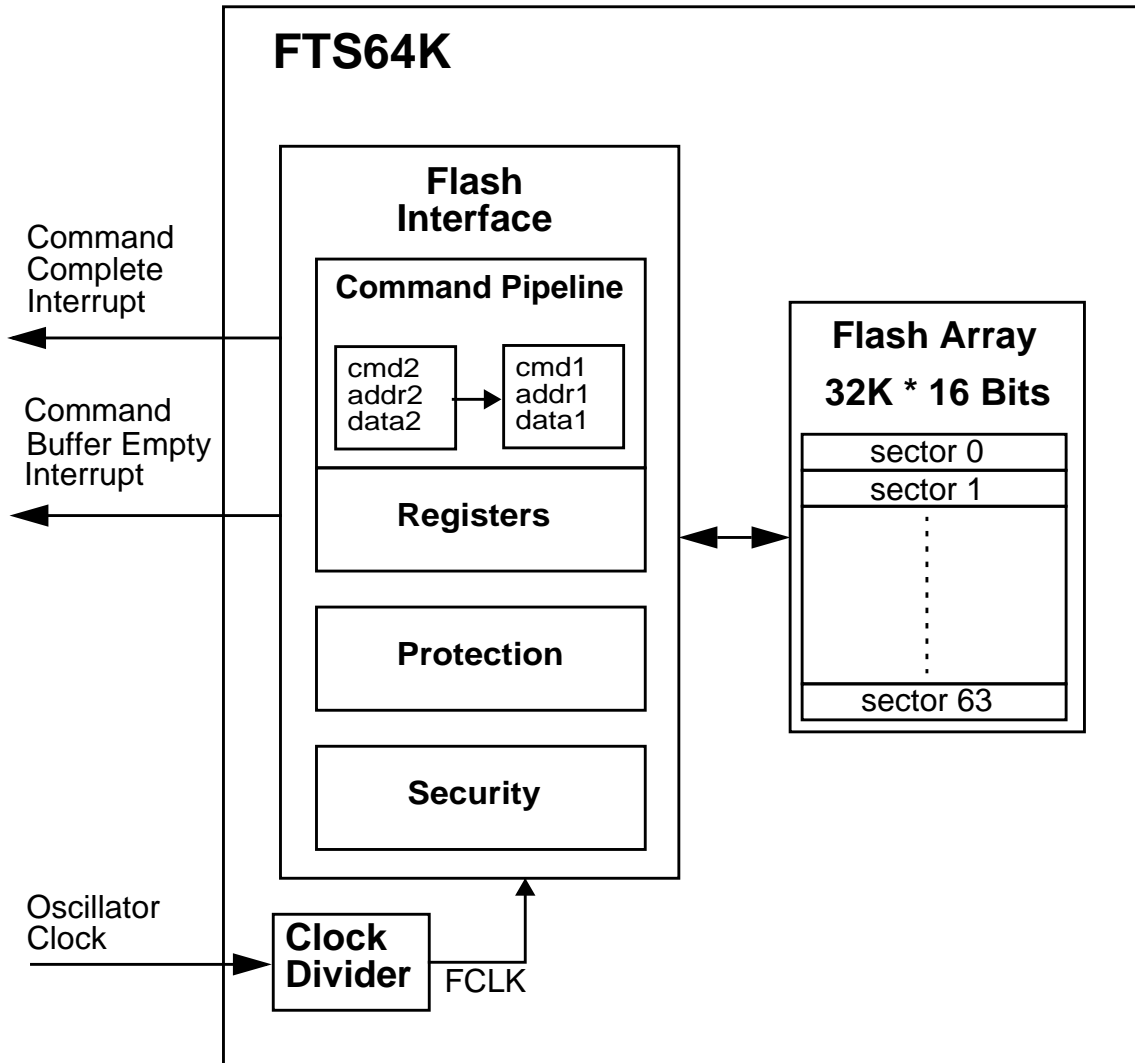 FTS64K
Flash
Interface
Command
Complete
Interrupt
Command Pipeline
cmd2
addr2
data2
cmd1
addr1
data1
Command
Buffer Empty
Interrupt
Registers
Protection
Security
Flash Array
32K * 16 Bits
sector 0
sector 1
sector 63
Oscillator
Clock
Clock
Divider
FCLK